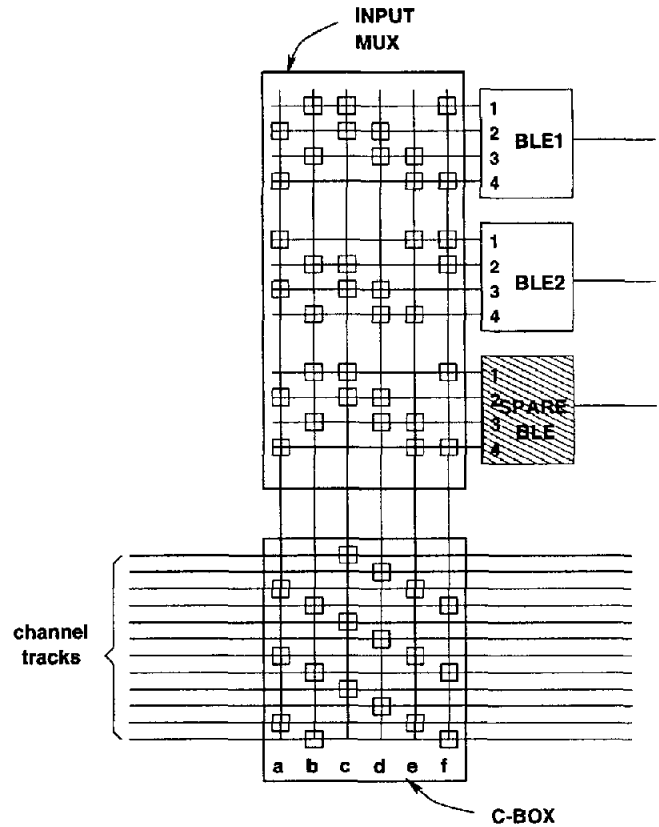 INPUT
MUX
1
2
3
4
BLE1
1
2
3
4
BLE2
1
2
3
4
SPARE
BLE
channel
tracks
a b c d e f
C-BOX